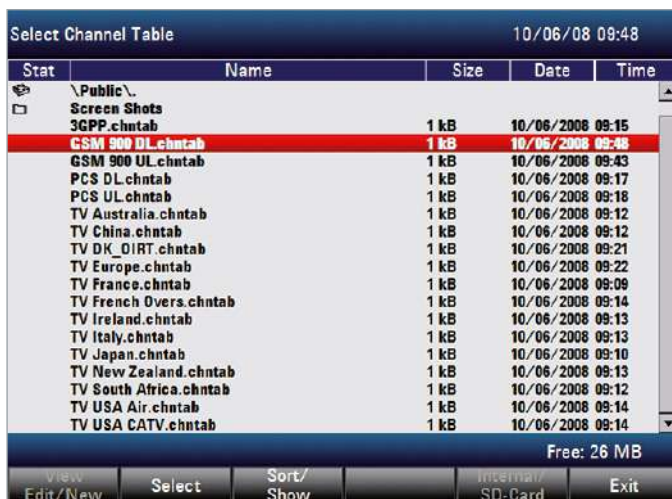 Select Channel Table 10/06/08 09:48
Stat Name Size Date Time
\Public\.
Screen Shots
3GPP.chntab 1 kB 10/06/2008 09:15
GSM 900 DL.chntab 1 kB 10/06/2008 09:48
GSM 900 UL.chntab 1 kB 10/06/2008 09:43
PCS DL.chntab 1 kB 10/06/2008 09:17
PCS UL.chntab 1 kB 10/06/2008 09:18
TV Australia.chntab 1 kB 10/06/2008 09:12
TV China.chntab 1 kB 10/06/2008 09:12
TV DK_OIRT.chntab 1 kB 10/06/2008 09:21
TV Europe.chntab 1 kB 10/06/2008 09:22
TV France.chntab 1 kB 10/06/2008 09:09
TV French Overs.chntab 1 kB 10/06/2008 09:14
TV Ireland.chntab 1 kB 10/06/2008 09:13
TV Italy.chntab 1 kB 10/06/2008 09:13
TV Japan.chntab 1 kB 10/06/2008 09:10
TV New Zealand.chntab 1 kB 10/06/2008 09:13
TV South Africa.chntab 1 kB 10/06/2008 09:12
TV USA Air.chntab 1 kB 10/06/2008 09:14
TV USA CATV.chntab 1 kB 10/06/2008 09:14
Free: 26 MB
View Sort/ Internal/
Edit/New Select Show SD-Card Exit